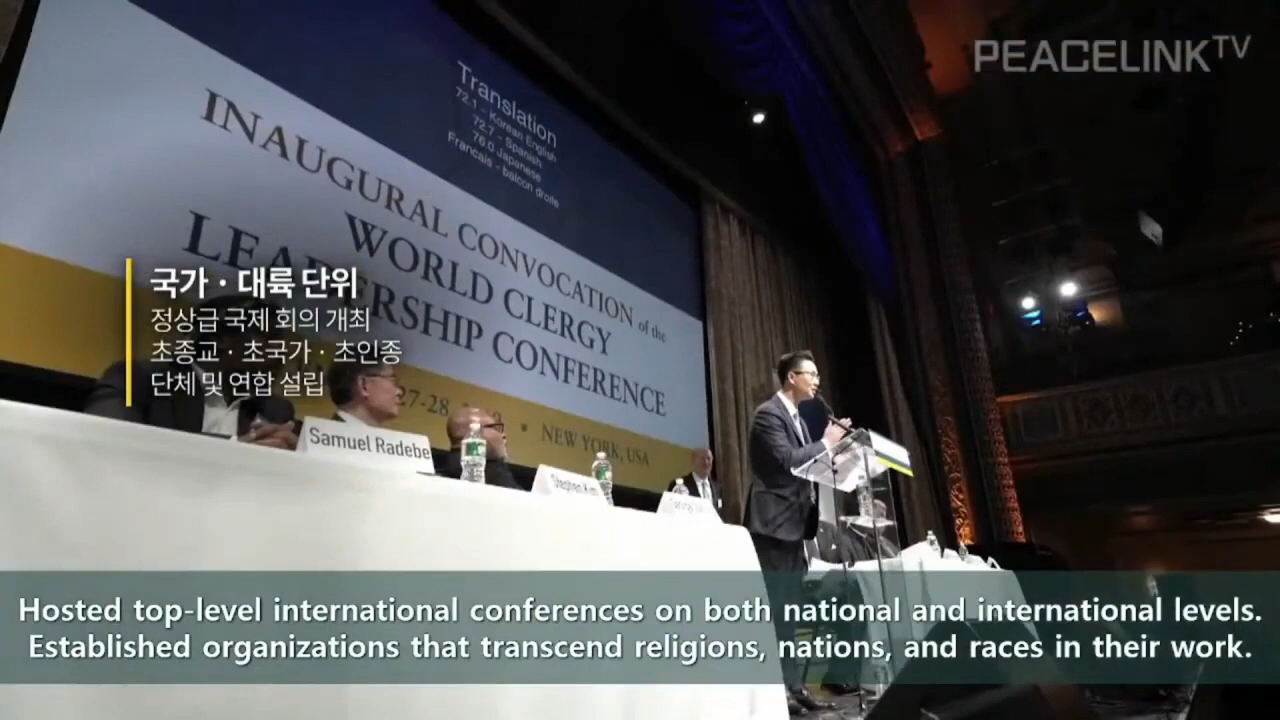 PEACELINK TV
Translation
72.1 - Korean English
72.7 - Spanish
76.0 Japanese
Francais - balcon droite
INAUGURAL CONVOCATION of the
WORLD CLERGY
LEADERSHIP CONFERENCE
27-28,
NEW YORK, USA
국가 · 대륙 단위
정상급 국제 회의 개최
초종교 · 초국가 · 초인종
단체 및 연합 설립
Samuel Radebe
Stephen Kim
Hosted top-level international conferences on both national and international levels.
Established organizations that transcend religions, nations, and races in their work.